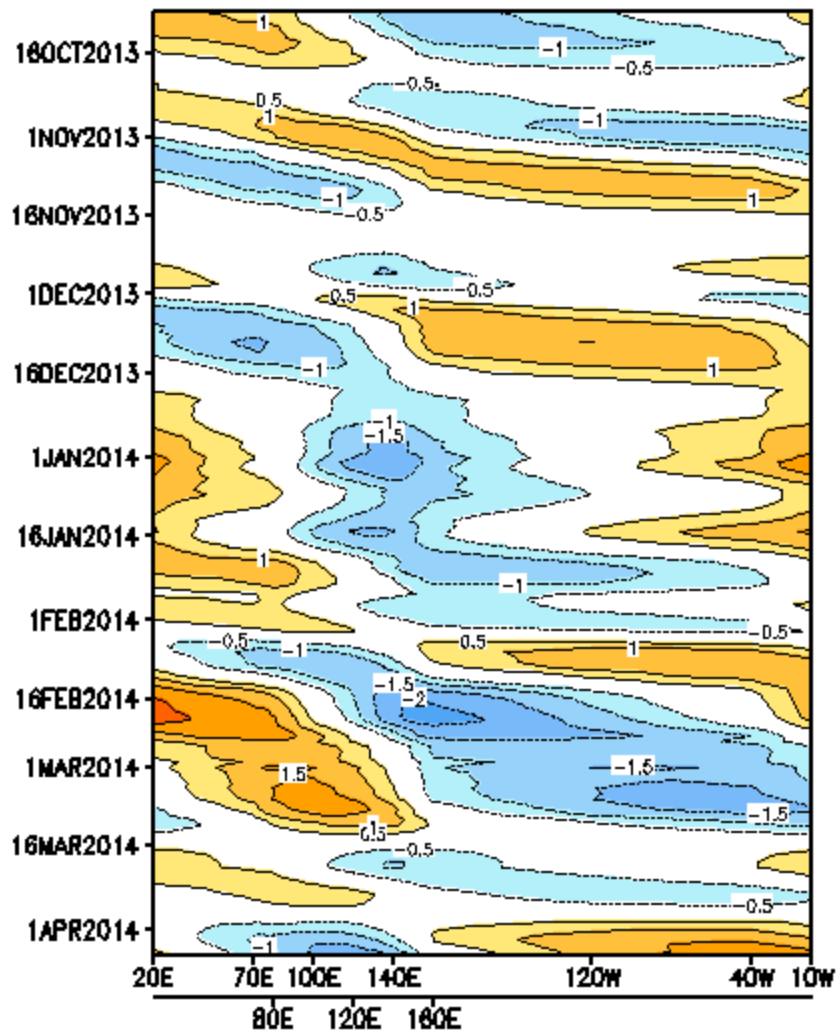 1
-1
16OCT2013
-0.5
-0.5
0.5
1
-1
1NOV2013
-1
1
16NOV2013
-0.5
-0.5
1DEC2013
0.5
1
-1
1
16DEC2013
-1
-1.5
1JAN2014
16JAN2014
1
-1
1FEB2014
-0.5
-0.5
-1
0.5
1
16FEB2014
-1.5
-2
1MAR2014
1.5
-1.5
-1.5
1
0.5
16MAR2014
-0.5
-0.5
1APR2014
-1
20E 70E 100E 140E 120W 40W 10W
80E 120E 160E